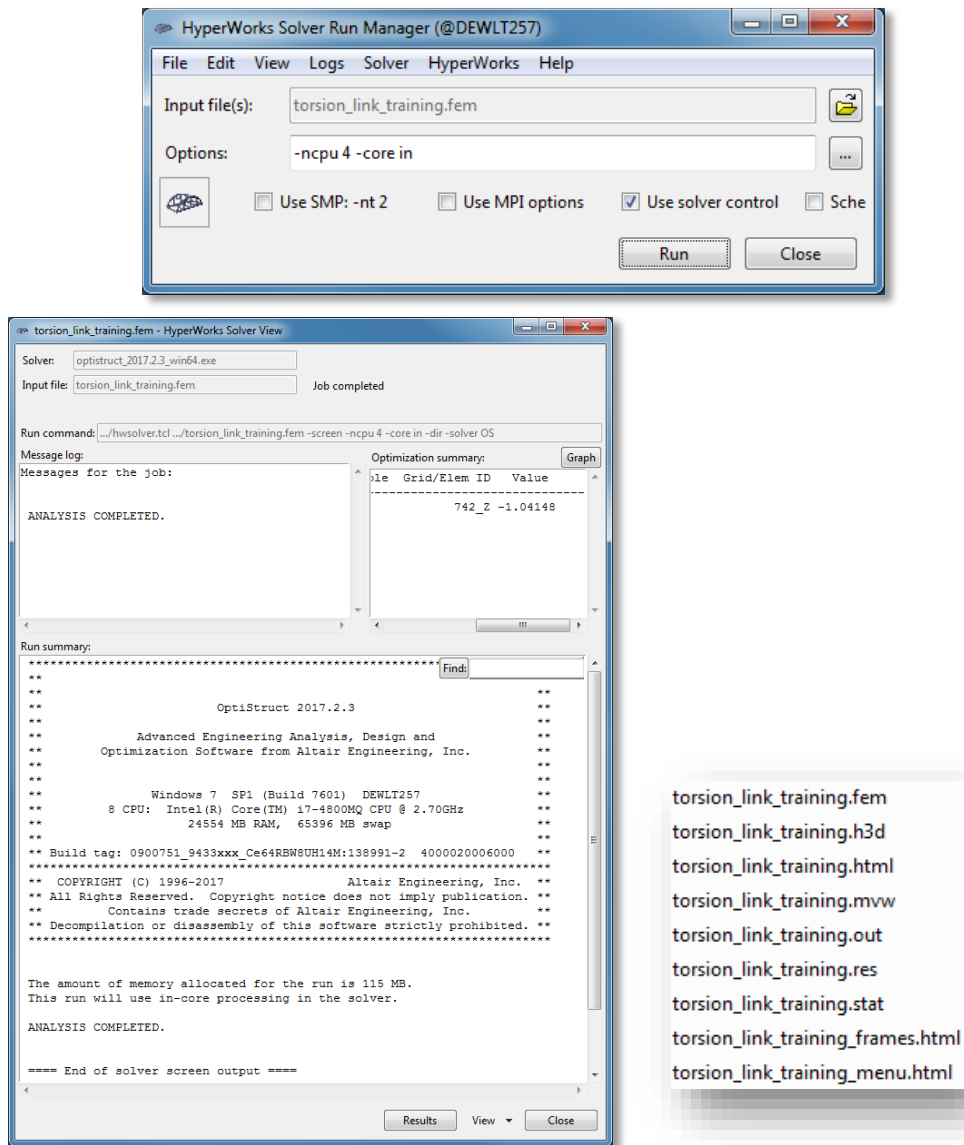 HyperWorks Solver Run Manager (@DEWLT257)
File Edit View Logs Solver HyperWorks Help
Input file(s): torsion_link_training.fem
Options: -ncpu 4 -core in ...
Use SMP: -nt 2 Use MPI options Use solver control Sche
Run Close
torsion_link_training.fem - HyperWorks Solver View
Solver: optistruct_2017.2.3_win64.exe
Input file: torsion_link_training.fem Job completed
Run command: .../hwsolver.tcl .../torsion_link_training.fem -screen -ncpu 4 -core in -dir -solver OS
Message log: Optimization summary: Graph
Messages for the job:
ANALYSIS COMPLETED.
ole Grid/Elem ID Value
-----------------------------
742_Z -1.04148
Run summary:
Find:
*********************************************************
**
** **
** OptiStruct 2017.2.3 **
** **
** Advanced Engineering Analysis, Design and **
** Optimization Software from Altair Engineering, Inc. **
** **
** **
** Windows 7 SP1 (Build 7601) DEWLT257 **
** 8 CPU: Intel(R) Core(TM) i7-4800MQ CPU @ 2.70GHz **
** 24554 MB RAM, 65396 MB swap **
** **
** Build tag: 0900751_9433xxx_Ce64RBW8UH14M:138991-2 4000020006000 **
************************************************************************
** COPYRIGHT (C) 1996-2017 Altair Engineering, Inc. **
** All Rights Reserved. Copyright notice does not imply publication. **
** Contains trade secrets of Altair Engineering, Inc. **
** Decompilation or disassembly of this software strictly prohibited. **
************************************************************************
The amount of memory allocated for the run is 115 MB.
This run will use in-core processing in the solver.
ANALYSIS COMPLETED.
==== End of solver screen output ====
Results View Close
torsion_link_training.fem
torsion_link_training.h3d
torsion_link_training.html
torsion_link_training.mvw
torsion_link_training.out
torsion_link_training.res
torsion_link_training.stat
torsion_link_training_frames.html
torsion_link_training_menu.html